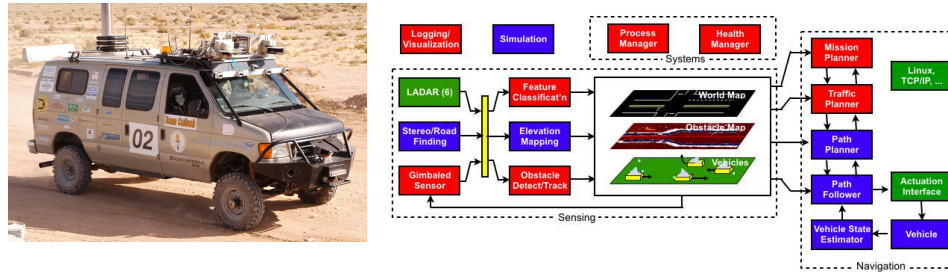 Team Caltech
02
Logging/
Visualization
Simulation
Process
Manager
Health
Manager
Systems
LADAR (6)
Stereo/Road
Finding
Gimbaled
Sensor
Feature
Classificat'n
Elevation
Mapping
Obstacle
Detect/Track
World Map
Obstacle Map
Vehicles
Sensing
Mission
Planner
Traffic
Planner
Path
Planner
Path
Follower
Vehicle State
Estimator
Linux,
TCP/IP, ...
Actuation
Interface
Vehicle
Navigation